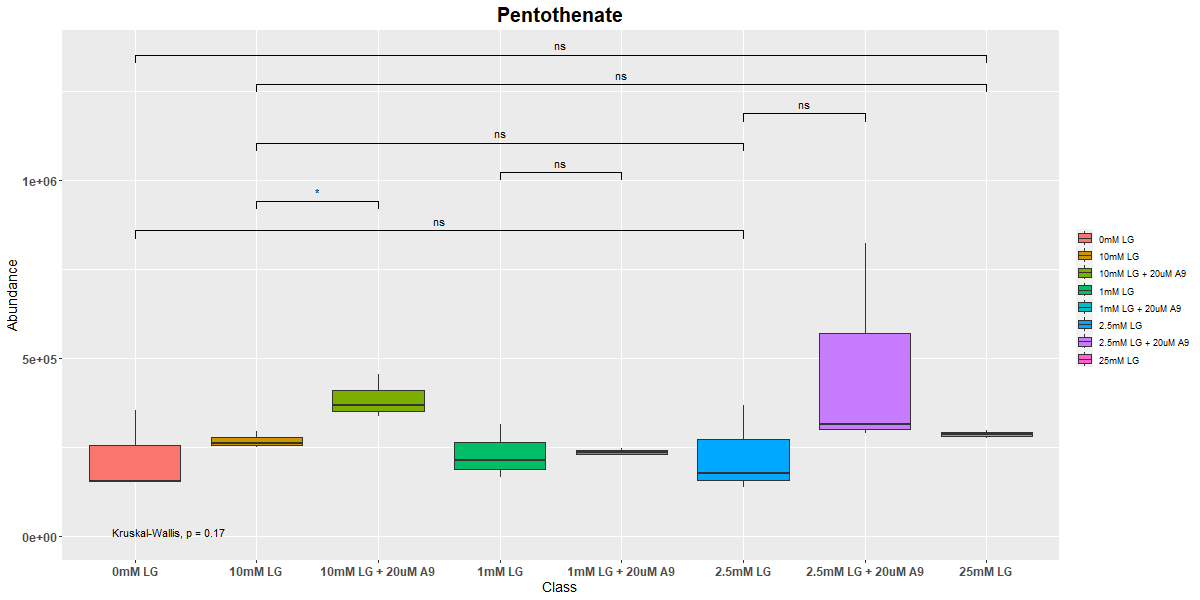 Pentothenate
ns
ns
ns
ns
ns
*
ns
Abundance
1e+06
5e+05
0e+00
Kruskal-Wallis, p = 0.17
0mM LG
10mM LG
10mM LG + 20uM A9
1mM LG
1mM LG + 20uM A9
2.5mM LG
2.5mM LG + 20uM A9
25mM LG
Class
0mM LG
10mM LG
10mM LG + 20uM A9
1mM LG
1mM LG + 20uM A9
2.5mM LG
2.5mM LG + 20uM A9
25mM LG